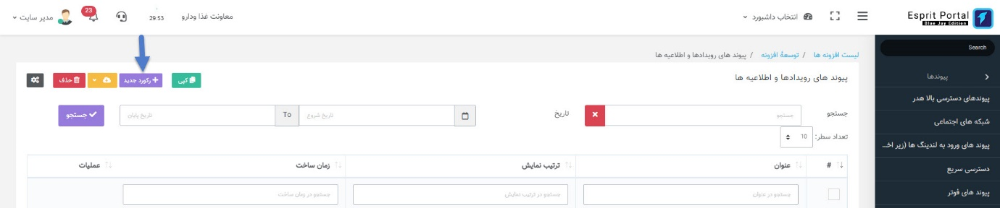 Esprit Portal
Blue Jay Edition
انتخاب داشبورد
معاونت غذا ودارو
29:53
23
مدیر سایت
Search
پیوندها
پیوندهای دسترسی بالا هدر
شبکه های اجتماعی
پیوند های ورود به لندینگ ها (زیر اخـ...
دسترسی سریع
پیوند های فوتر
لیست افزونه ها / توسعهٔ افزونه / پیوند های رویدادها و اطلاعیه ها
پیوند های رویدادها و اطلاعیه ها
کپی
رکورد جدید
حذف
جستجو
جستجو
تاریخ
تاریخ شروع
To
تاریخ پایان
جستجو
تعداد سطر: 10
# عنوان ترتیب نمایش زمان ساخت عملیات
جستجو در عنوان جستجو در ترتیب نمایش جستجو در زمان ساخت